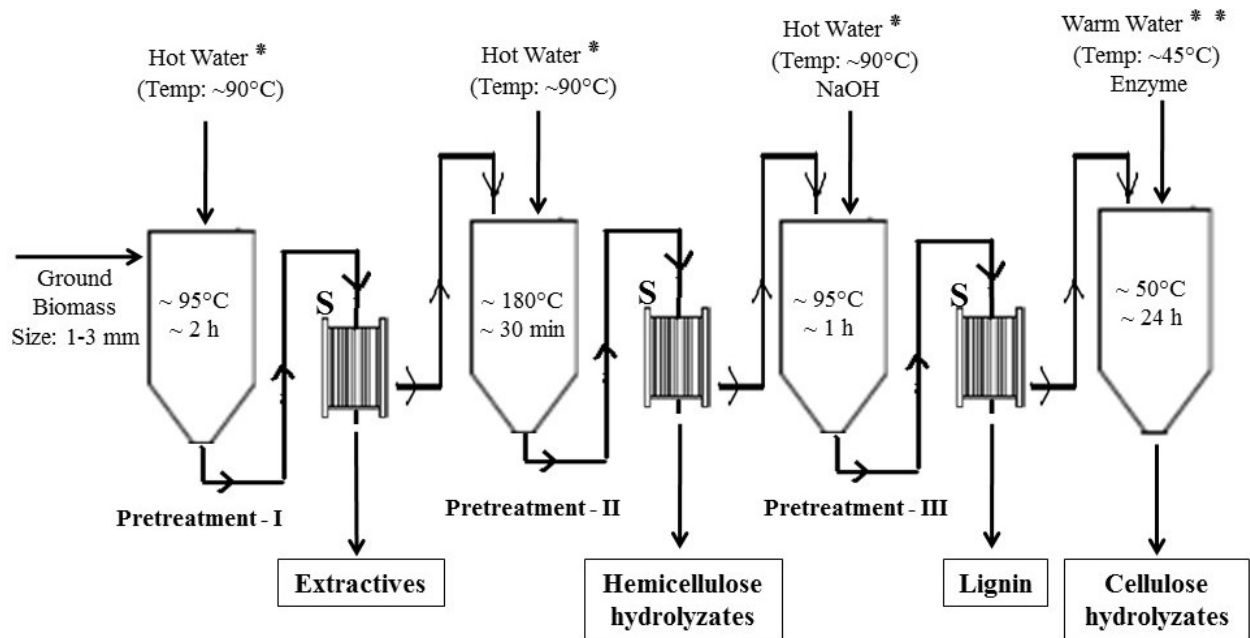 Hot Water *
(Temp: ~90°C)
Hot Water *
(Temp: ~90°C)
Hot Water *
(Temp: ~90°C)
NaOH
Warm Water * *
(Temp: ~45°C)
Enzyme
Ground
Biomass
Size: 1-3 mm
~ 95°C
~ 2 h
S
~ 180°C
~ 30 min
S
~ 95°C
~ 1 h
S
~ 50°C
~ 24 h
Pretreatment - I
Pretreatment - II
Pretreatment - III
Extractives
Hemicellulose
hydrolyzates
Lignin
Cellulose
hydrolyzates